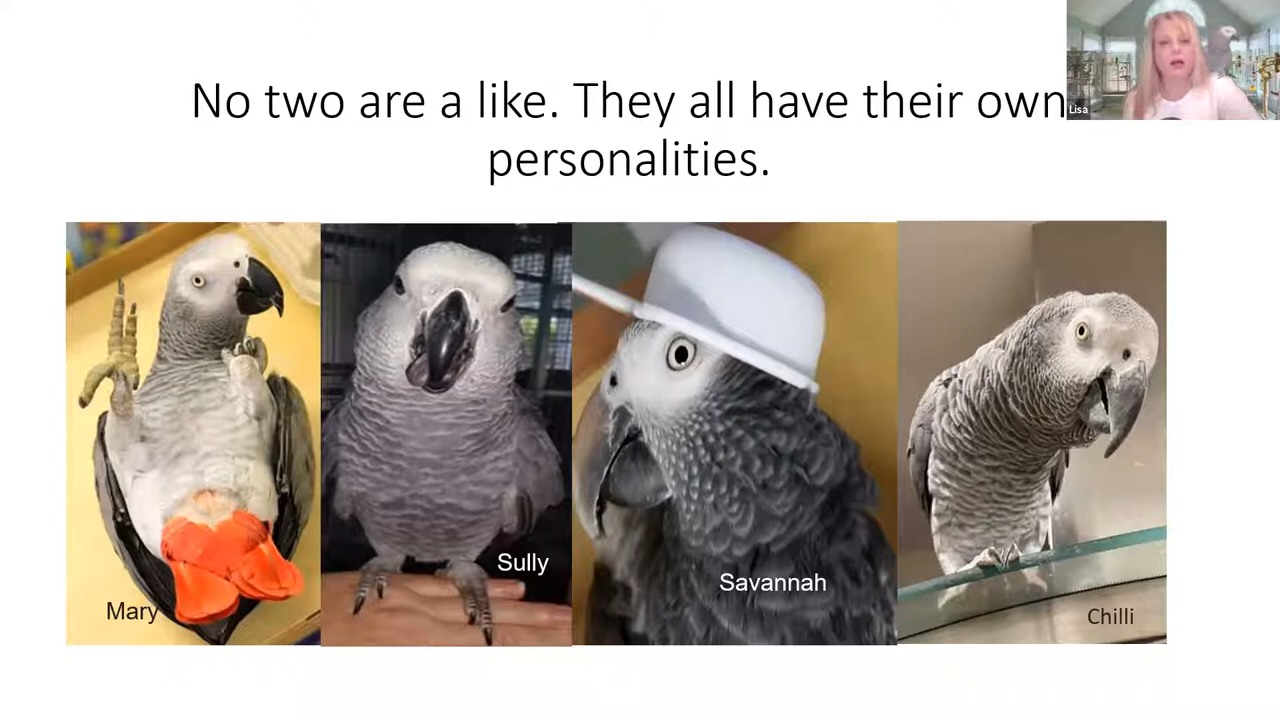 No two are a like. They all have their own
personalities.
Lisa
Mary
Sully
Savannah
Chilli